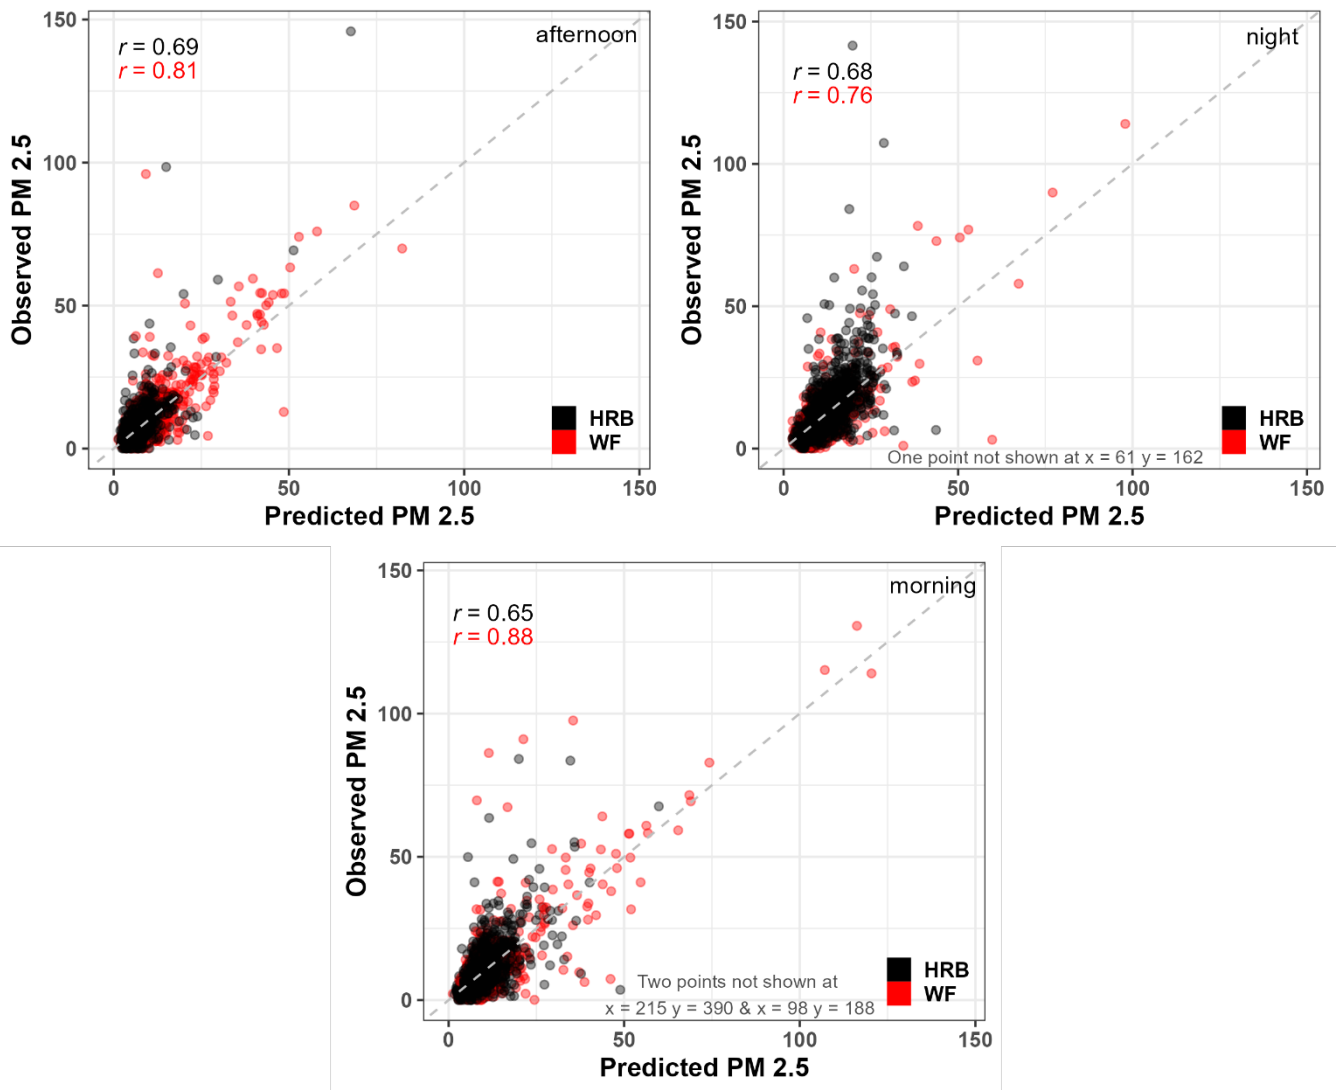 afternoon
r = 0.69
r = 0.81
150
100
50
0
Observed PM 2.5
HRB
WF
0 50 100 150
Predicted PM 2.5
night
r = 0.68
r = 0.76
150
100
50
0
Observed PM 2.5
HRB
WF
One point not shown at x = 61 y = 162
0 50 100 150
Predicted PM 2.5
morning
r = 0.65
r = 0.88
150
100
50
0
Observed PM 2.5
HRB
WF
Two points not shown at
x = 215 y = 390 & x = 98 y = 188
0 50 100 150
Predicted PM 2.5